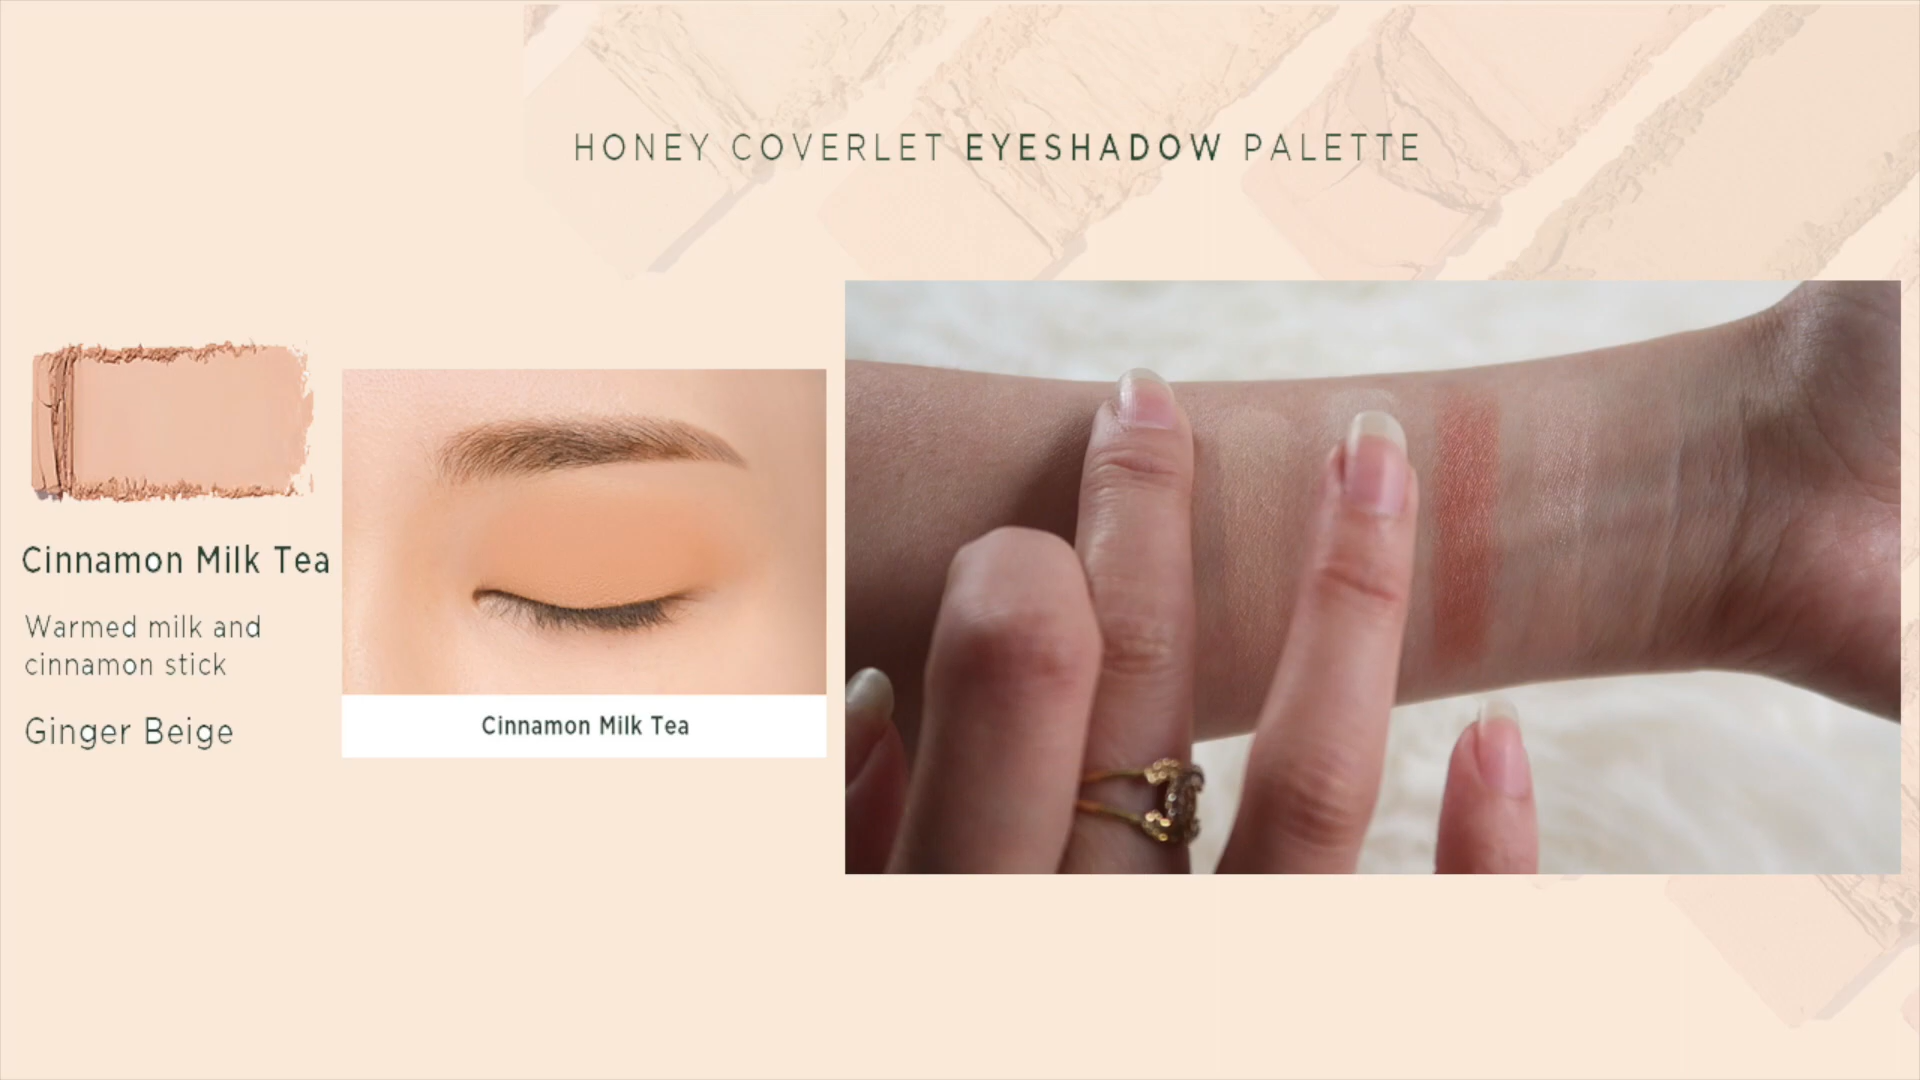 HONEY COVERLET EYESHADOW PALETTE
Cinnamon Milk Tea
Warmed milk and
cinnamon stick
Ginger Beige
Cinnamon Milk Tea